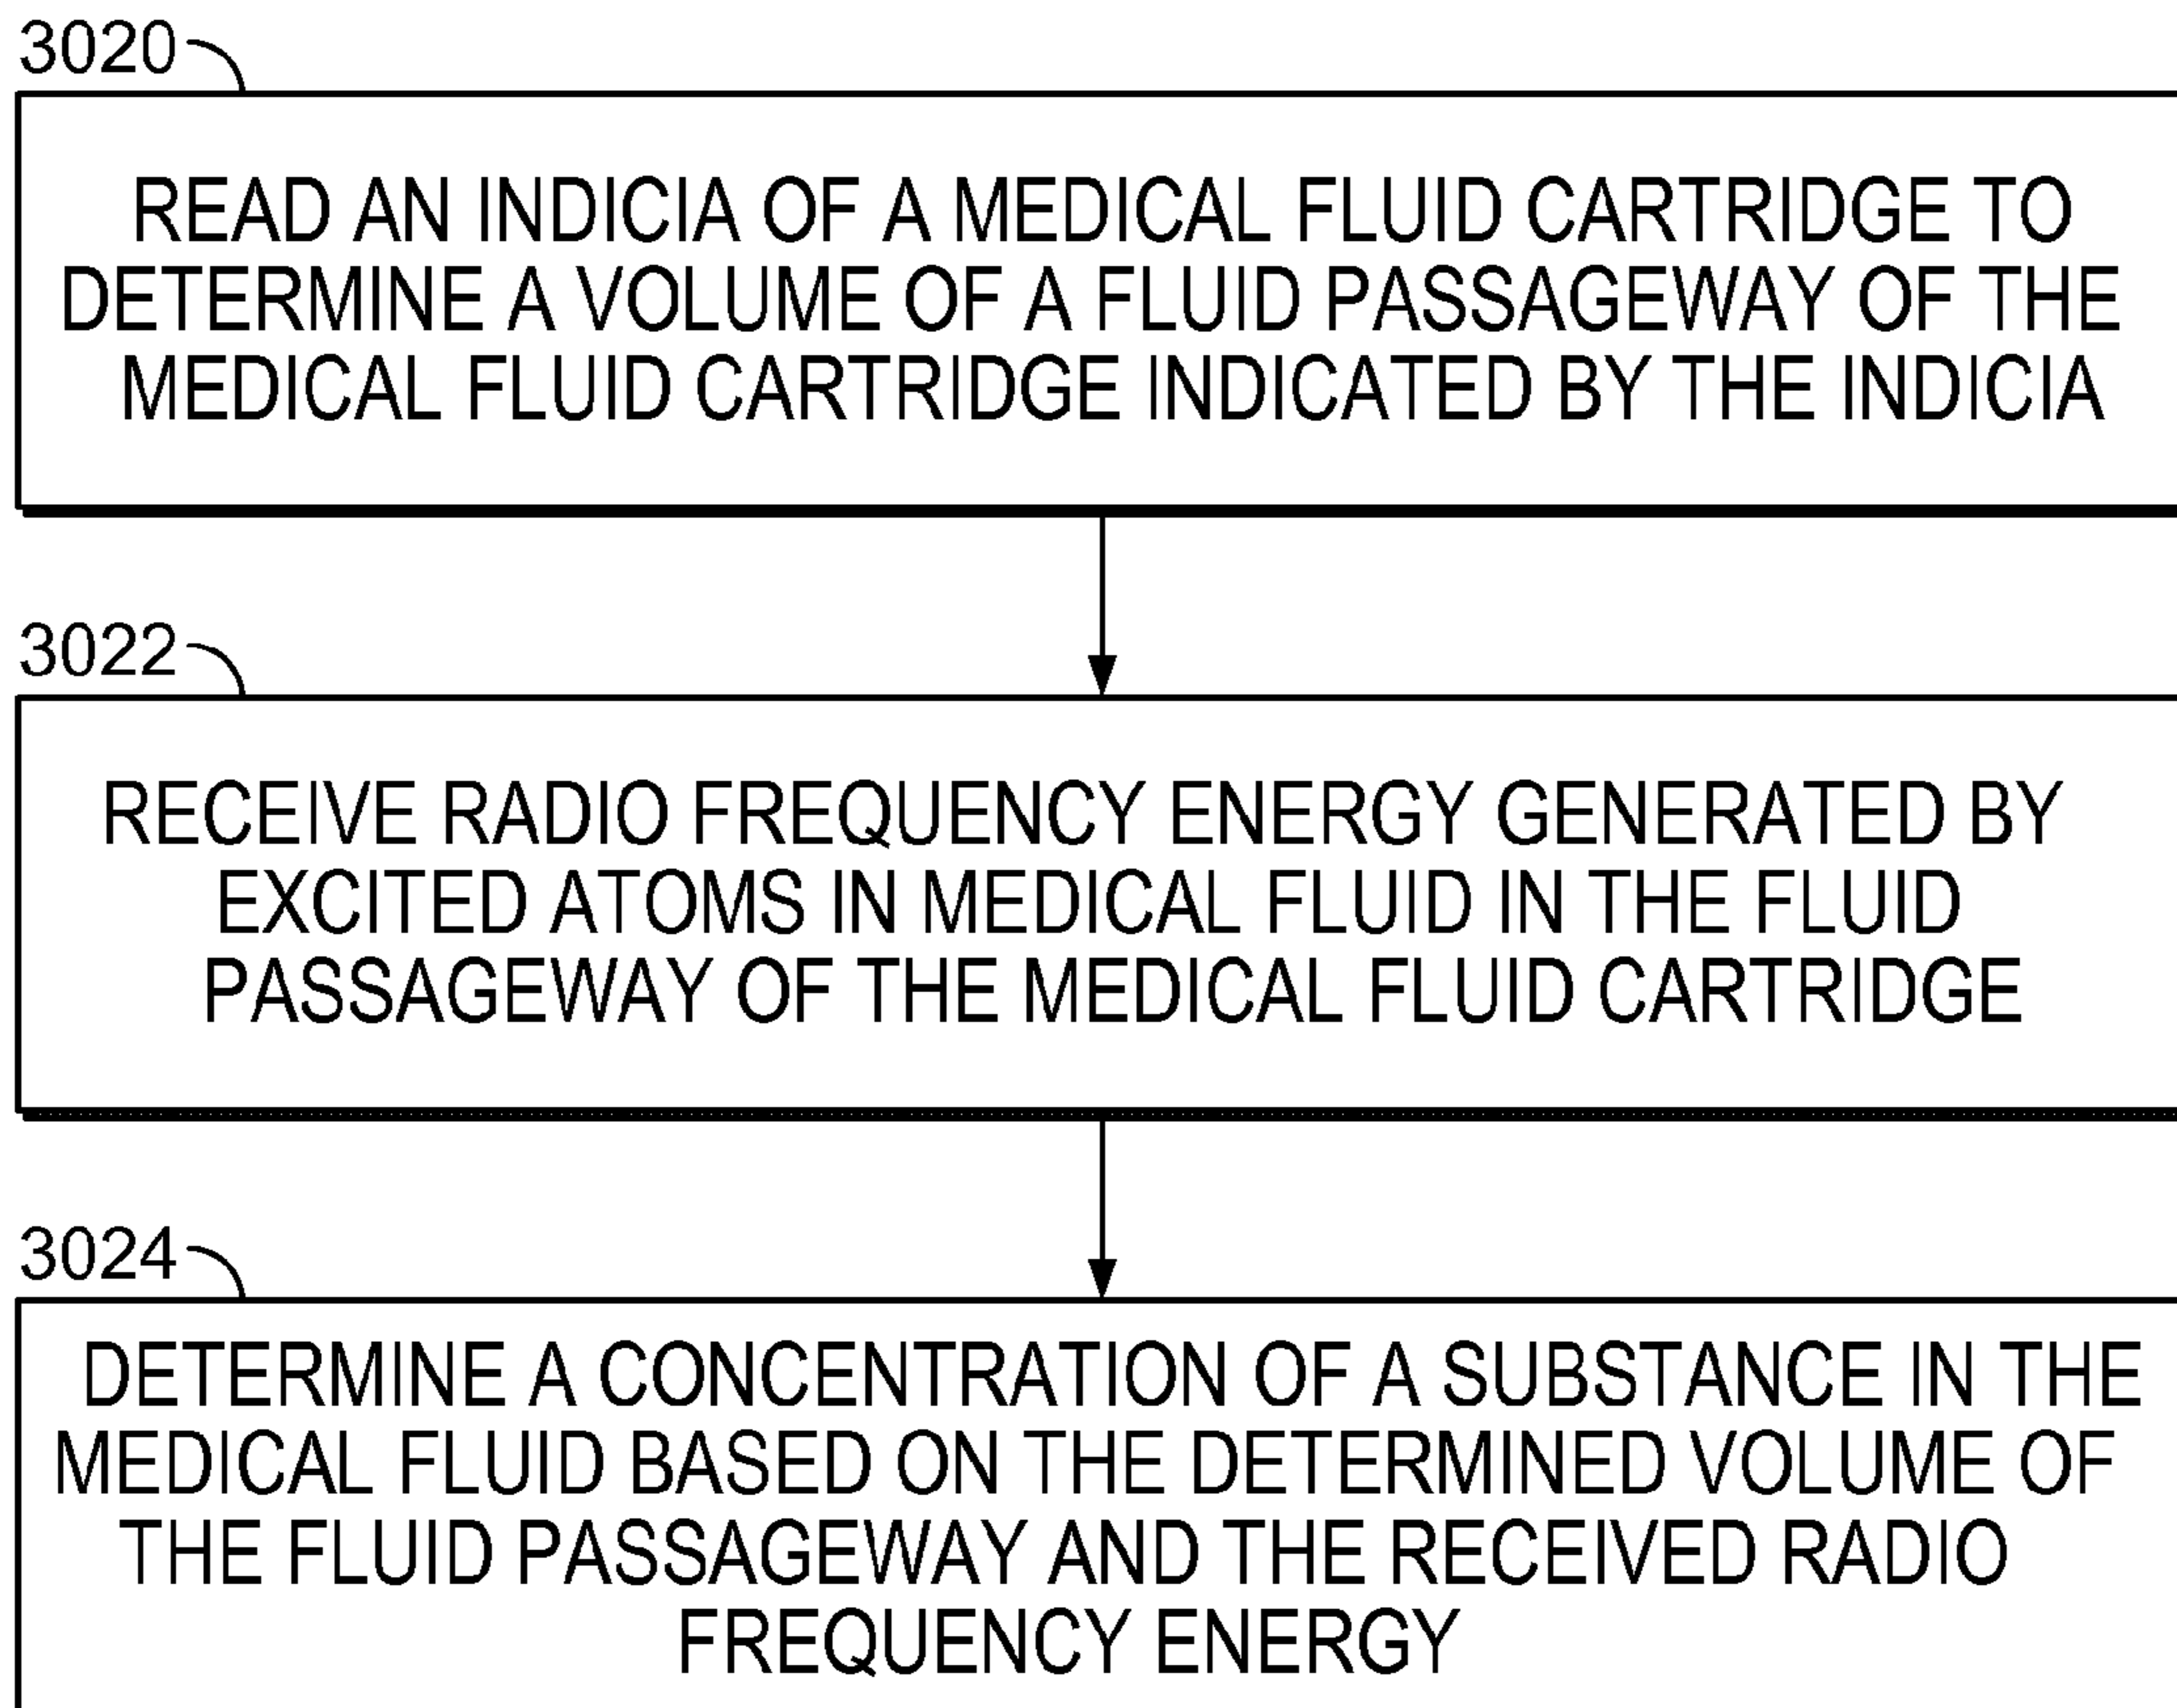 3020
READ AN INDICIA OF A MEDICAL FLUID CARTRIDGE TO
DETERMINE A VOLUME OF A FLUID PASSAGEWAY OF THE
MEDICAL FLUID CARTRIDGE INDICATED BY THE INDICIA
3022
RECEIVE RADIO FREQUENCY ENERGY GENERATED BY
EXCITED ATOMS IN MEDICAL FLUID IN THE FLUID
PASSAGEWAY OF THE MEDICAL FLUID CARTRIDGE
3024
DETERMINE A CONCENTRATION OF A SUBSTANCE IN THE
MEDICAL FLUID BASED ON THE DETERMINED VOLUME OF
THE FLUID PASSAGEWAY AND THE RECEIVED RADIO
FREQUENCY ENERGY